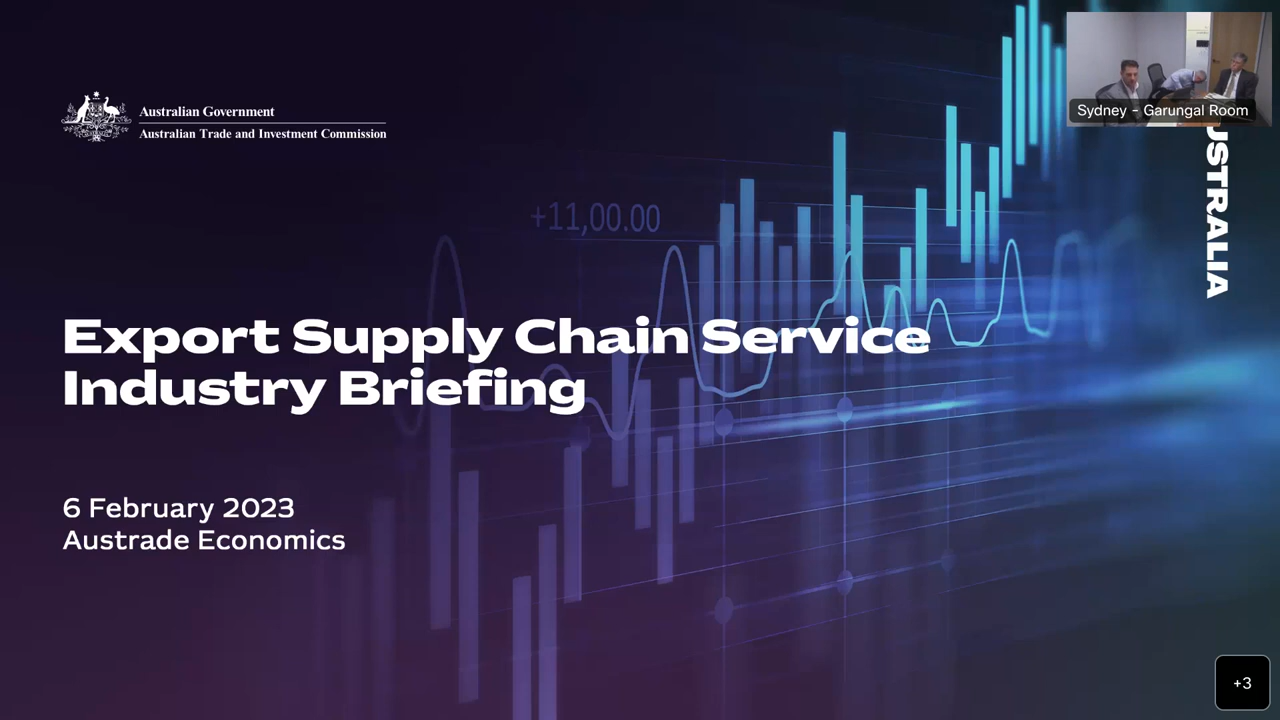 Australian Government
Australian Trade and Investment Commission
Sydney - Garungal Room
USTRALIA
+11,00.00
Export Supply Chain Service
Industry Briefing
6 February 2023
Austrade Economics
+3